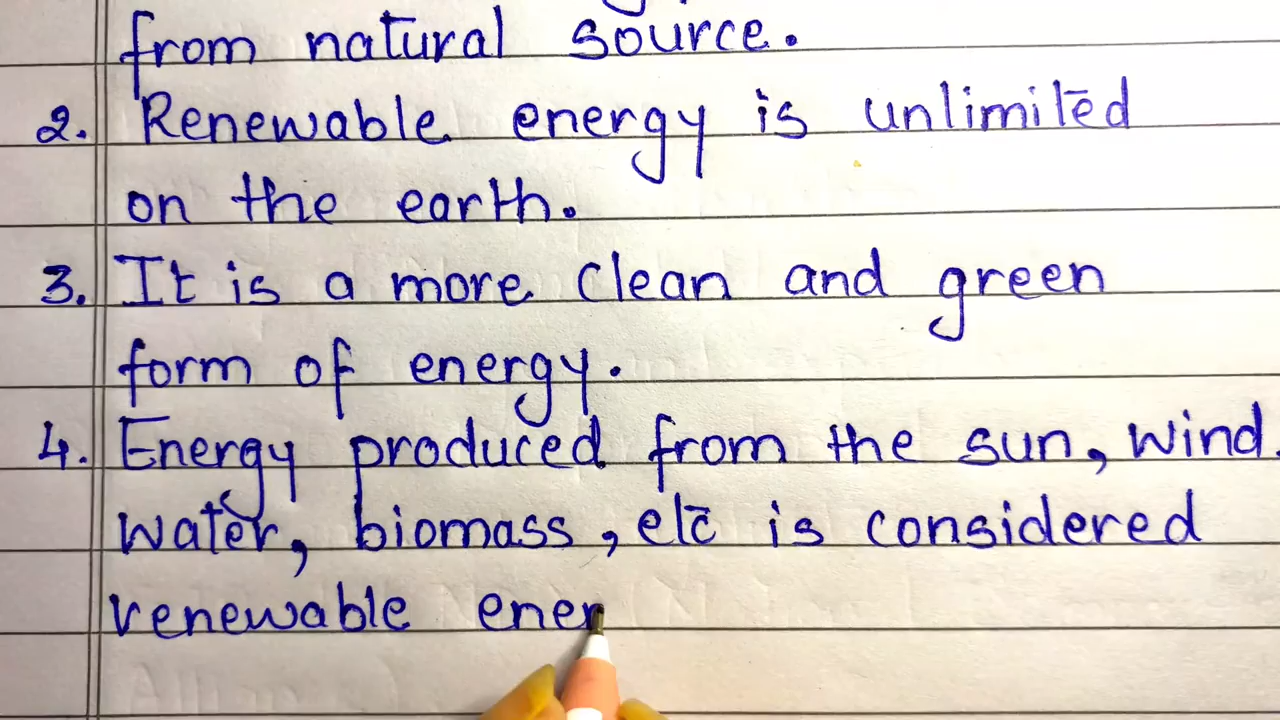 from natural source.
2. Renewable energy is unlimited
on the earth.
3. It is a more clean and green
form of energy.
4. Energy produced from the sun, wind.
water, biomass, etc is considered
renewable ener